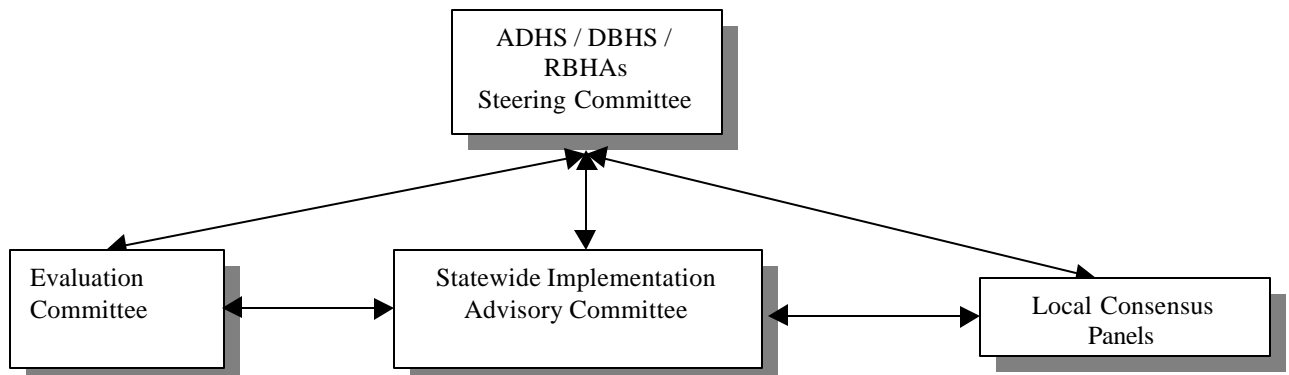 ADHS / DBHS /
RBHAs
Steering Committee
Evaluation
Committee
Statewide Implementation
Advisory Committee
Local Consensus
Panels